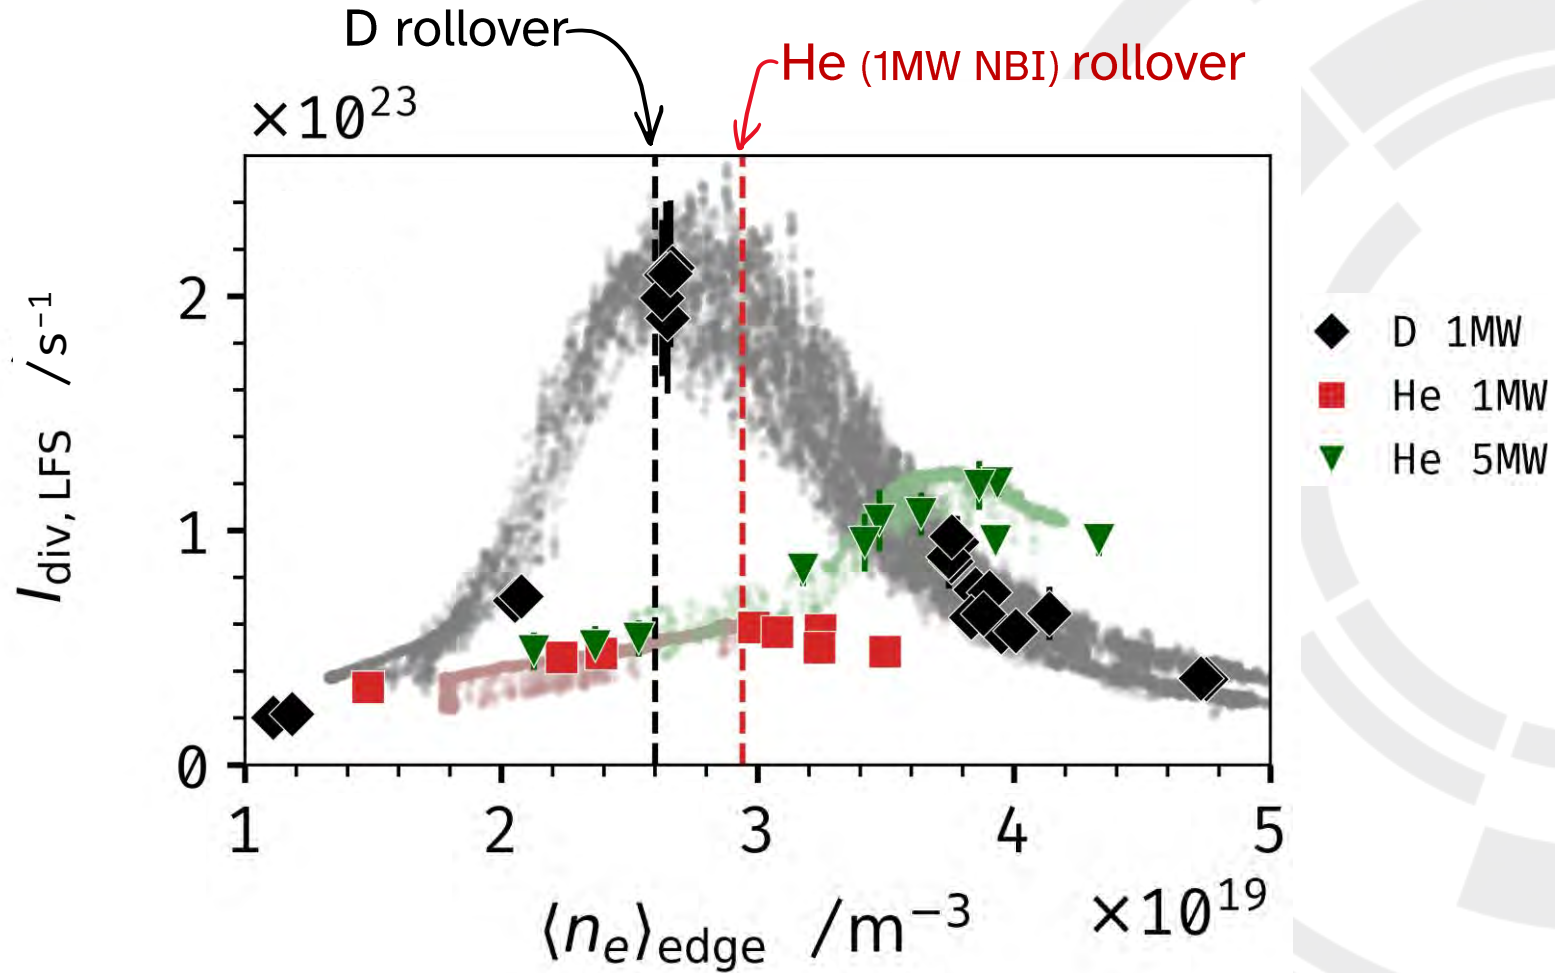 D rollover
He (1MW NBI) rollover
×10²³
2
1
0
I_div, LFS /s⁻¹
D 1MW
He 1MW
He 5MW
1 2 3 4 5
⟨nₑ⟩_edge /m⁻³ ×10¹⁹